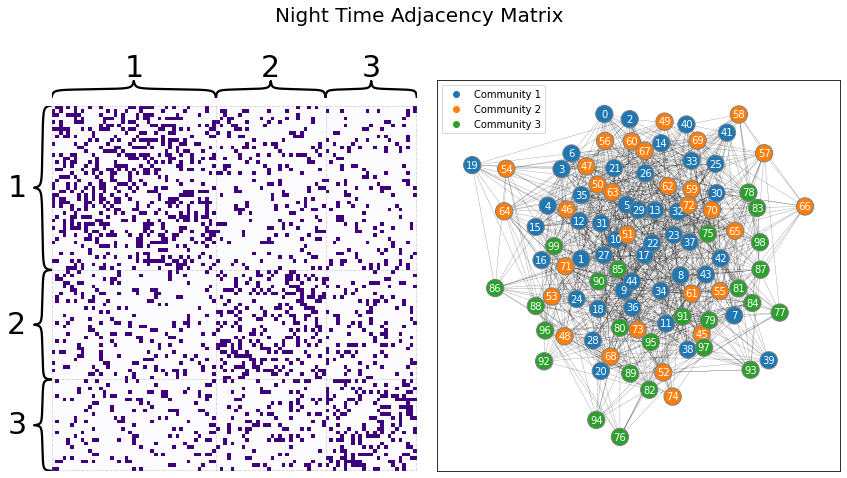 Night Time Adjacency Matrix
1 2 3
1
2
3
Community 1
Community 2
Community 3
0 2 49 40 58
56 60 67 14 69 41
6 33 25 57
19 54 3 47 21 26
50 63 62 59 30 78
4 35 5 72 66
64 46 12 31 29 13 32 70 83
15 10 51 23 37 75 65 98
99 22
16 71 1 27 17 42
85 8 43 87
86 90 44 9 34 61 55 81
53 24 84
88 18 36 77
96 48 80 73 11 91 79 7
28 95 45
92 68 38 97 39
20 89 52 93
82 74
94
76